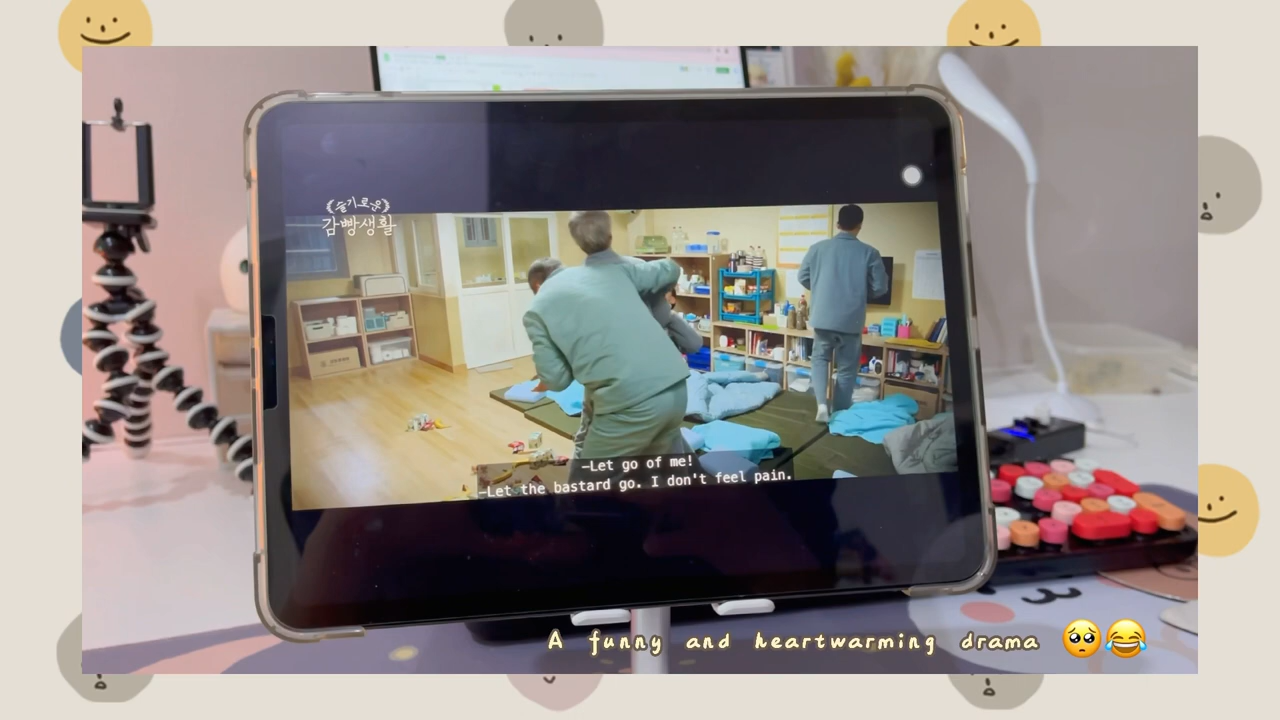 슬기로운
감빵생활
-Let go of me!
-Let the bastard go. I don't feel pain.
A funny and heartwarming drama 🥺😂